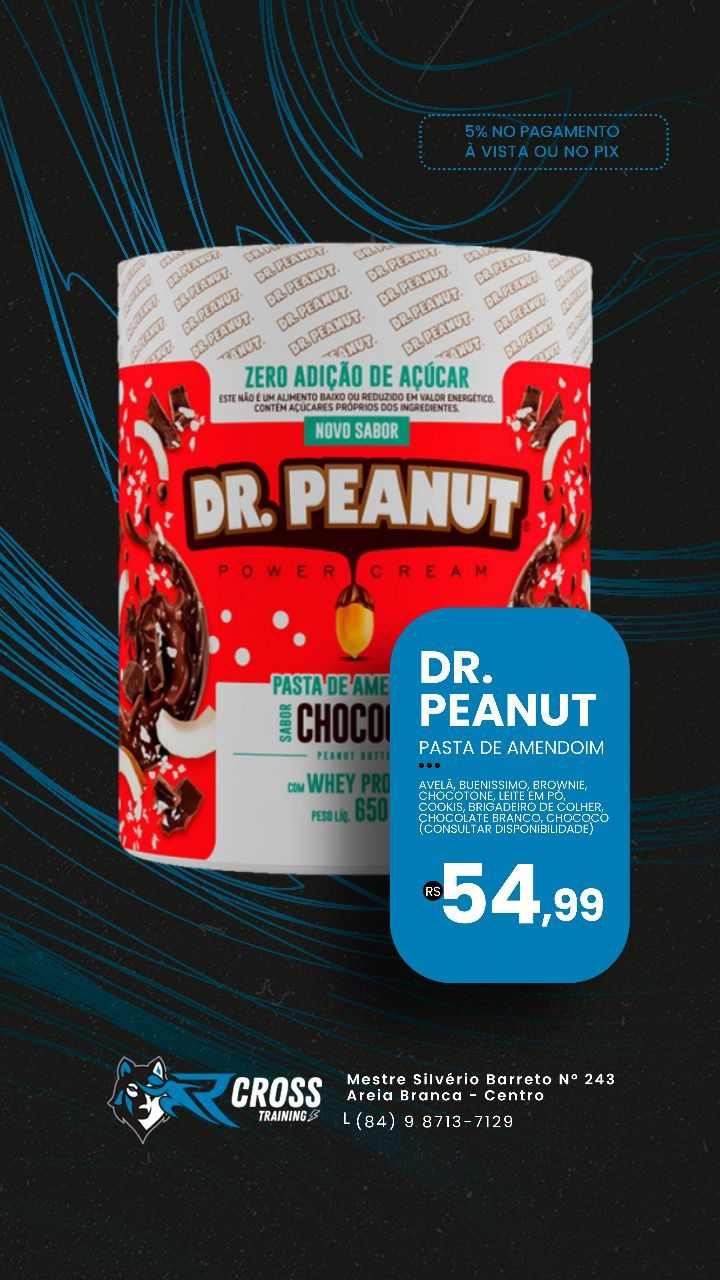 5% NO PAGAMENTO
À VISTA OU NO PIX
DR. PEANUT.
ZERO ADIÇÃO DE AÇÚCAR
ESTE NÃO É UM ALIMENTO BAIXO OU REDUZIDO EM VALOR ENERGÉTICO.
CONTÉM AÇÚCARES PRÓPRIOS DOS INGREDIENTES.
NOVO SABOR
DR. PEANUT
POWER CREAM
PASTA DE AME
SABOR
CHOCO
PEANUT BUTTE
COM WHEY PRO
PESO LÍQ. 650
DR.
PEANUT
PASTA DE AMENDOIM
AVELÃ, BUENISSIMO, BROWNIE,
CHOCOTONE, LEITE EM PÓ,
COOKIS, BRIGADEIRO DE COLHER,
CHOCOLATE BRANCO, CHOCOCO
(CONSULTAR DISPONIBILIDADE)
R$ 54,99
R CROSS
TRAINING
Mestre Silvério Barreto Nº 243
Areia Branca - Centro
(84) 9 8713-7129